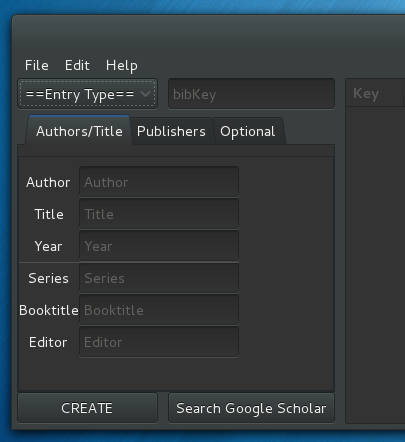 File Edit Help
==Entry Type== bibKey Key
Authors/Title Publishers Optional
Author Author
Title Title
Year Year
Series Series
Booktitle Booktitle
Editor Editor
CREATE Search Google Scholar